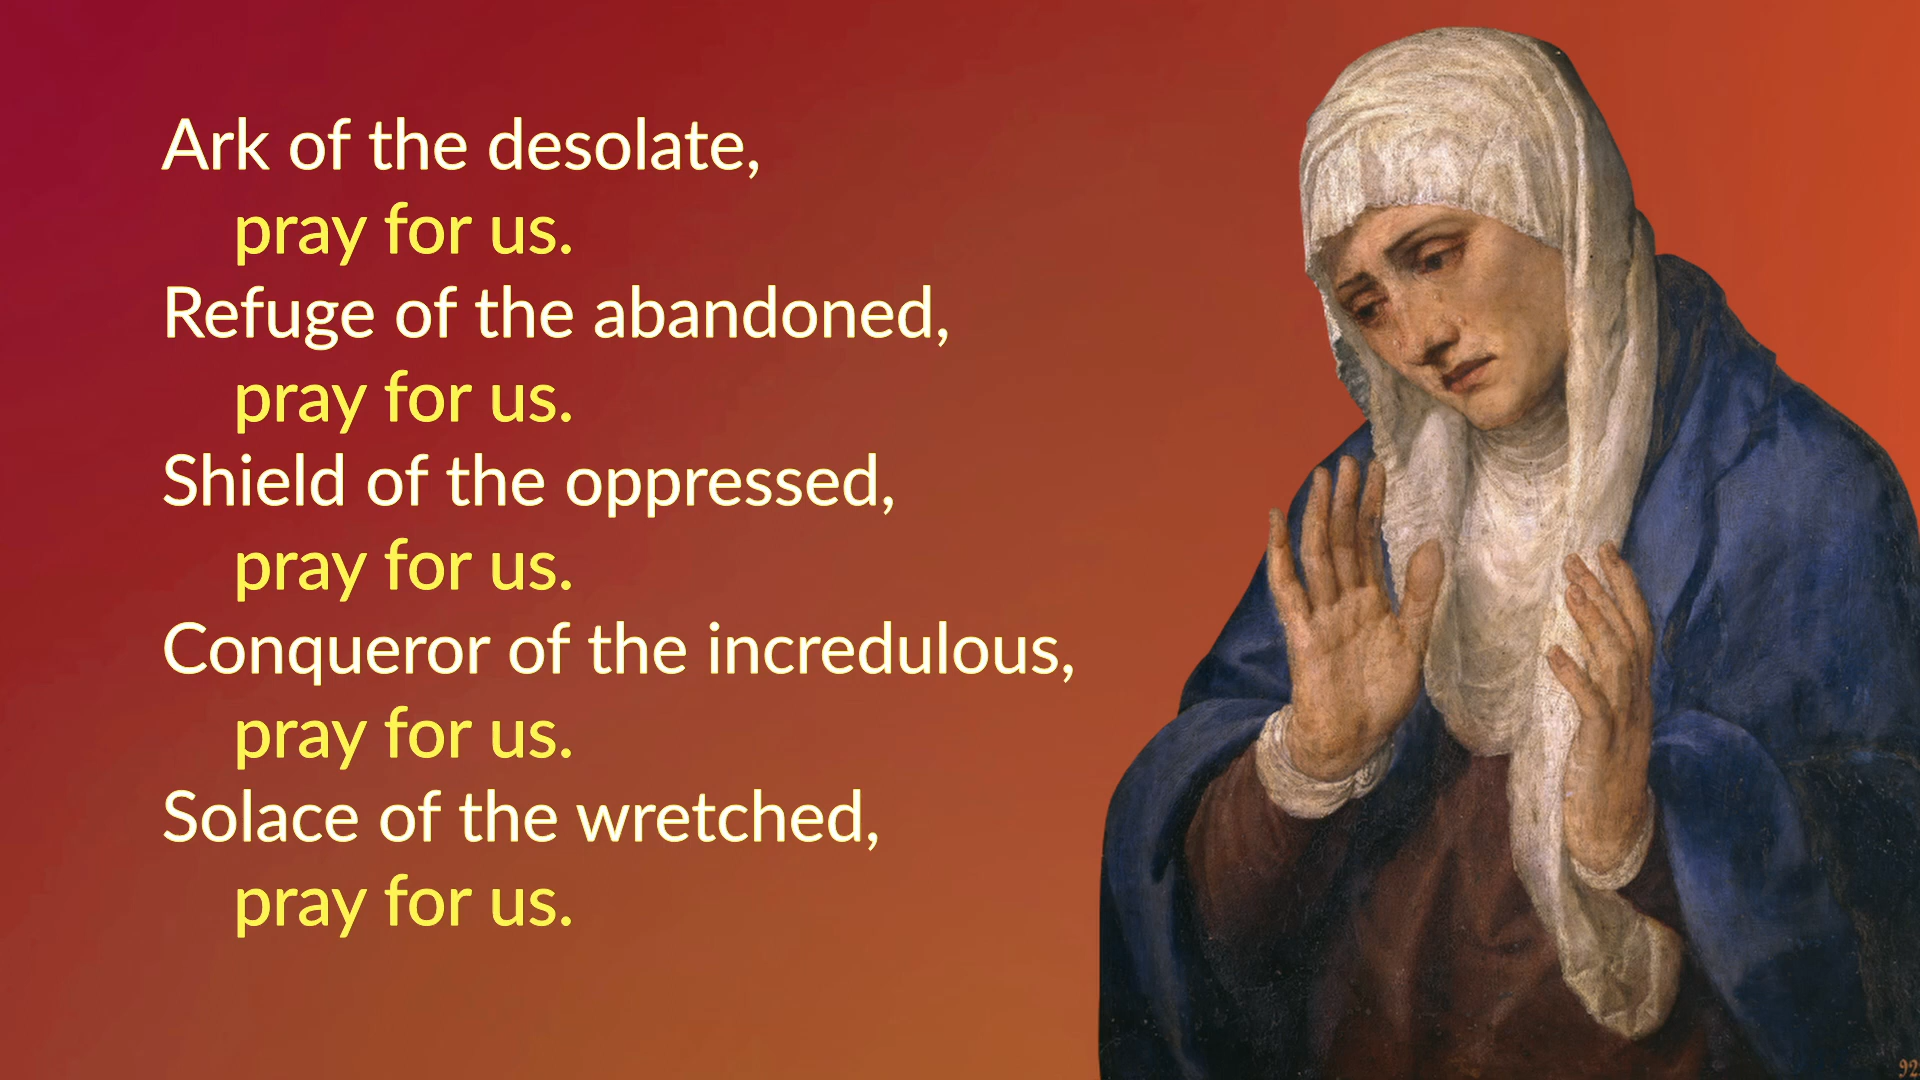 Ark of the desolate,
pray for us.
Refuge of the abandoned,
pray for us.
Shield of the oppressed,
pray for us.
Conqueror of the incredulous,
pray for us.
Solace of the wretched,
pray for us.
92